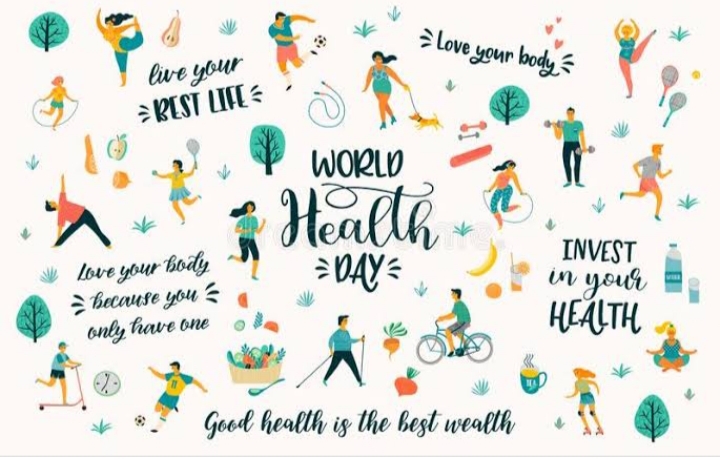 live your
BEST LIFE
Love your body
WORLD
Health
DAY
Love your body
because you
only have one
INVEST
in your
HEALTH
TEA
Good health is the best wealth